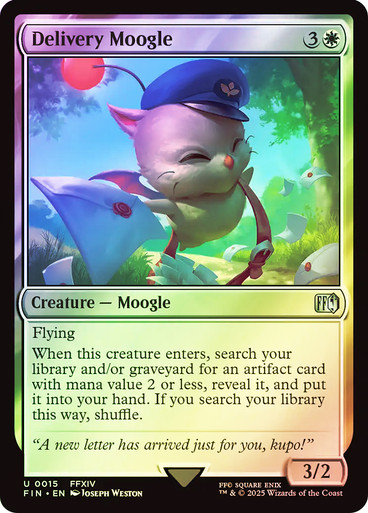 Delivery Moogle 3
Creature — Moogle
FFXIV
Flying
When this creature enters, search your
library and/or graveyard for an artifact card
with mana value 2 or less, reveal it, and put
it into your hand. If you search your library
this way, shuffle.
“A new letter has arrived just for you, kupo!”
3/2
U 0015 FFXIV
FIN • EN Joseph Weston
FF© SQUARE ENIX
™ & © 2025 Wizards of the Coast